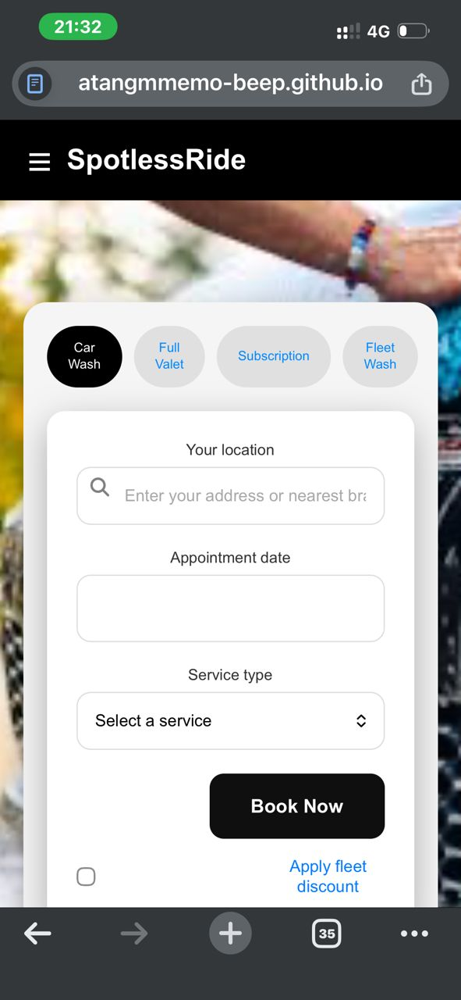 21:32
4G
atangmmemo-beep.github.io
SpotlessRide
Car
Wash
Full
Valet
Subscription
Fleet
Wash
Your location
Enter your address or nearest bra
Appointment date
Service type
Select a service
Book Now
Apply fleet
discount
35